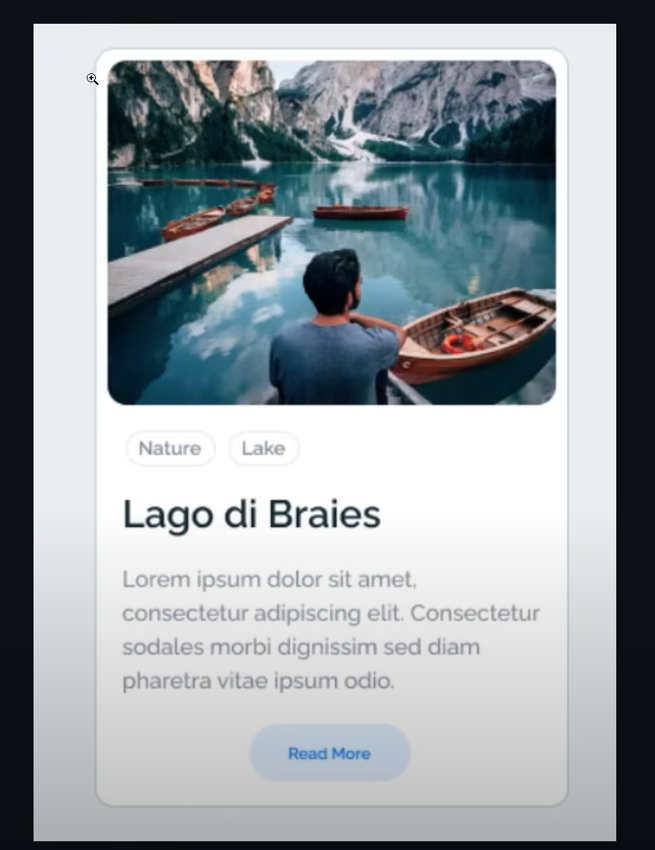 Nature Lake
Lago di Braies
Lorem ipsum dolor sit amet,
consectetur adipiscing elit. Consectetur
sodales morbi dignissim sed diam
pharetra vitae ipsum odio.
Read More